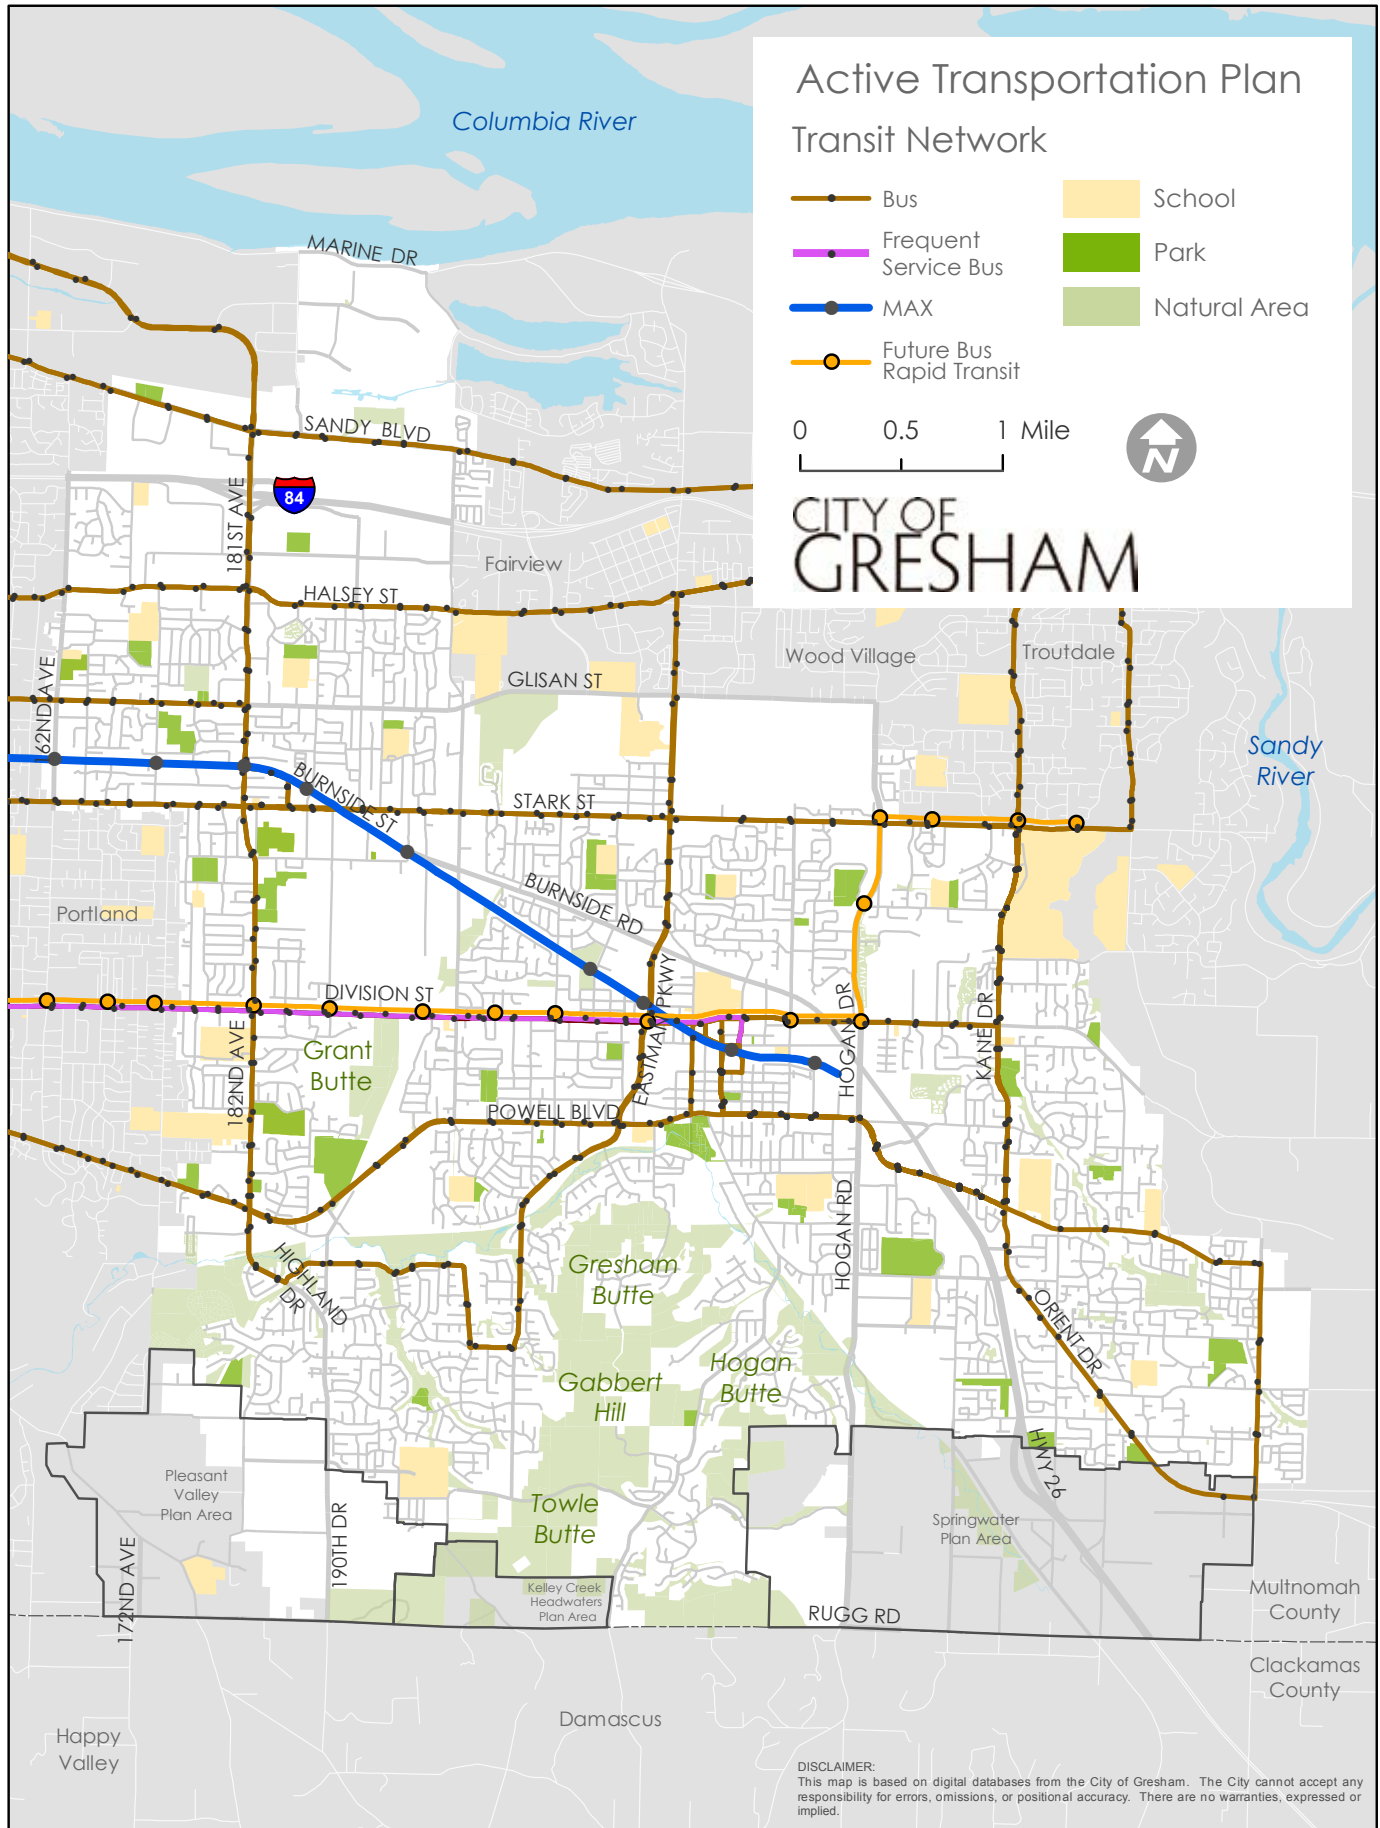 Active Transportation Plan
Transit Network
Bus
Frequent
Service Bus
MAX
Future Bus
Rapid Transit
School
Park
Natural Area
0 0.5 1 Mile
N
CITY OF
GRESHAM
Columbia River
MARINE DR
SANDY BLVD
84
181ST AVE
Fairview
HALSEY ST
Wood Village
Troutdale
162ND AVE
GLISAN ST
Sandy
River
BURNSIDE ST
STARK ST
BURNSIDE RD
Portland
DIVISION ST
EASTMAN PKWY
HOGAN DR
KANE DR
182ND AVE
Grant
Butte
POWELL BLVD
HOGAN RD
HIGHLAND
DR
Gresham
Butte
ORIENT DR
Hogan
Butte
Gabbert
Hill
HWY 26
Pleasant
Valley
Plan Area
Towle
Butte
Springwater
Plan Area
190TH DR
172ND AVE
Kelley Creek
Headwaters
Plan Area
RUGG RD
Multnomah
County
Clackamas
County
Damascus
Happy
Valley
DISCLAIMER:
This map is based on digital databases from the City of Gresham. The City cannot accept any
responsibility for errors, omissions, or positional accuracy. There are no warranties, expressed or
implied.